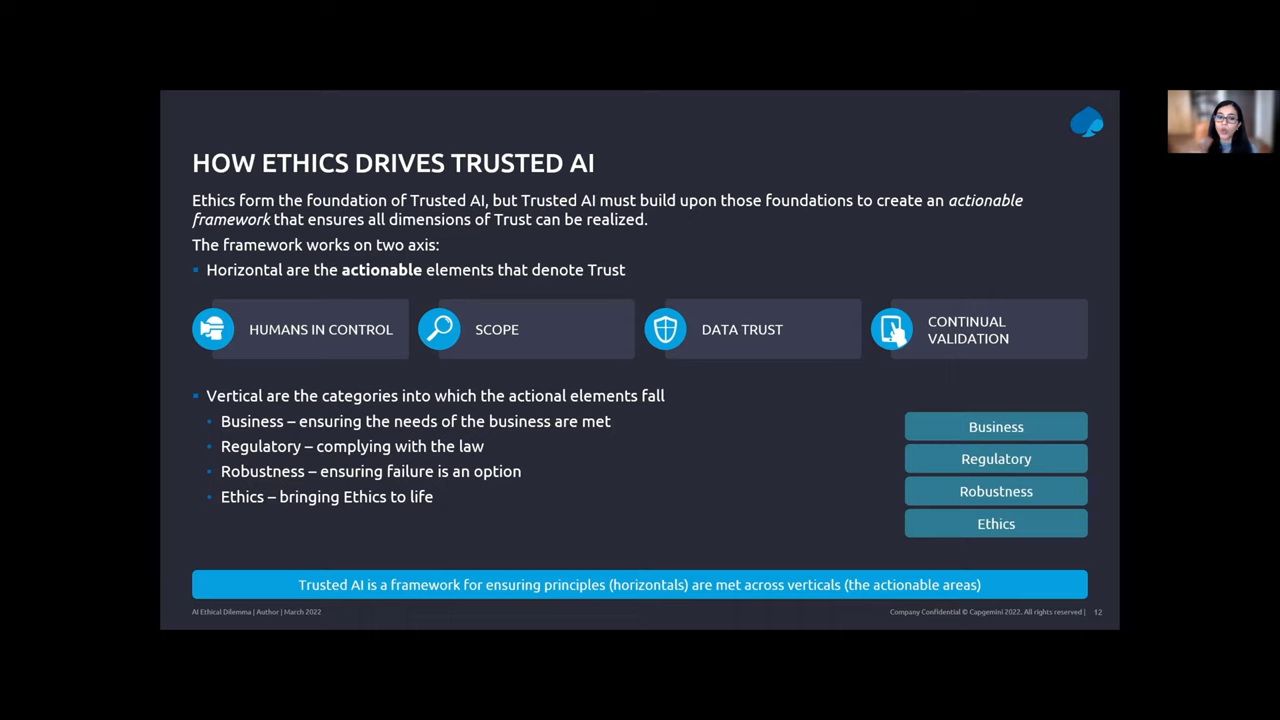 HOW ETHICS DRIVES TRUSTED AI
Ethics form the foundation of Trusted AI, but Trusted AI must build upon those foundations to create an actionable
framework that ensures all dimensions of Trust can be realized.
The framework works on two axis:
Horizontal are the actionable elements that denote Trust
HUMANS IN CONTROL
SCOPE
DATA TRUST
CONTINUAL
VALIDATION
Vertical are the categories into which the actional elements fall
Business – ensuring the needs of the business are met
Regulatory – complying with the law
Robustness – ensuring failure is an option
Ethics – bringing Ethics to life
Business
Regulatory
Robustness
Ethics
Trusted AI is a framework for ensuring principles (horizontals) are met across verticals (the actionable areas)
AI Ethical Dilemma | Author | March 2022
Company Confidential © Capgemini 2022. All rights reserved | 12